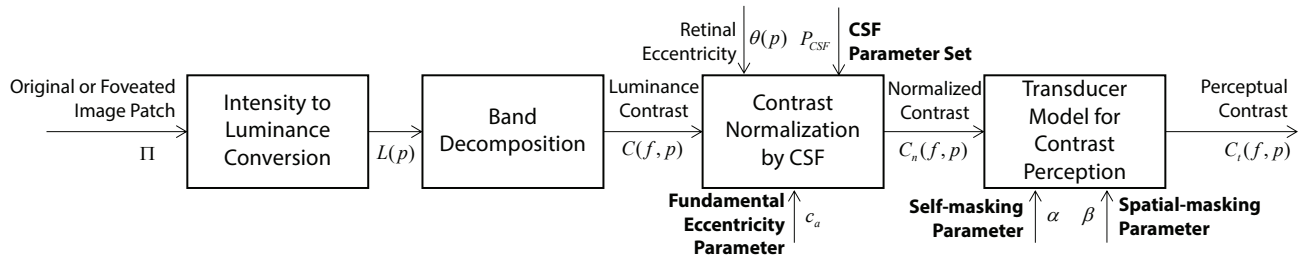 Original or Foveated
Image Patch
Π
Intensity to
Luminance
Conversion
L(p)
Band
Decomposition
Luminance
Contrast
C(f, p)
Retinal
Eccentricity
θ(p)
P_CSF
CSF
Parameter Set
Contrast
Normalization
by CSF
Fundamental
Eccentricity
Parameter
c_a
Normalized
Contrast
C_n(f, p)
Transducer
Model for
Contrast
Perception
Self-masking
Parameter
α
β
Spatial-masking
Parameter
Perceptual
Contrast
C_t(f, p)